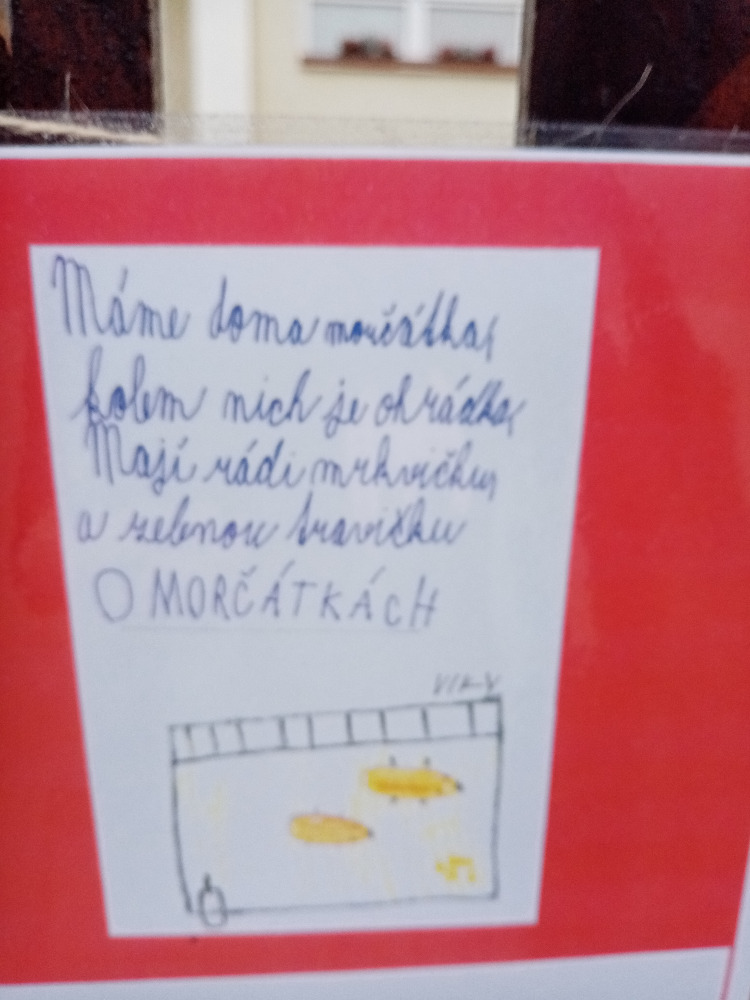 Máme doma morčátka,
kolem nich je ohrádka,
Mají rádi mrkvičku,
a zelenou travičku
O MORČÁTKÁCH